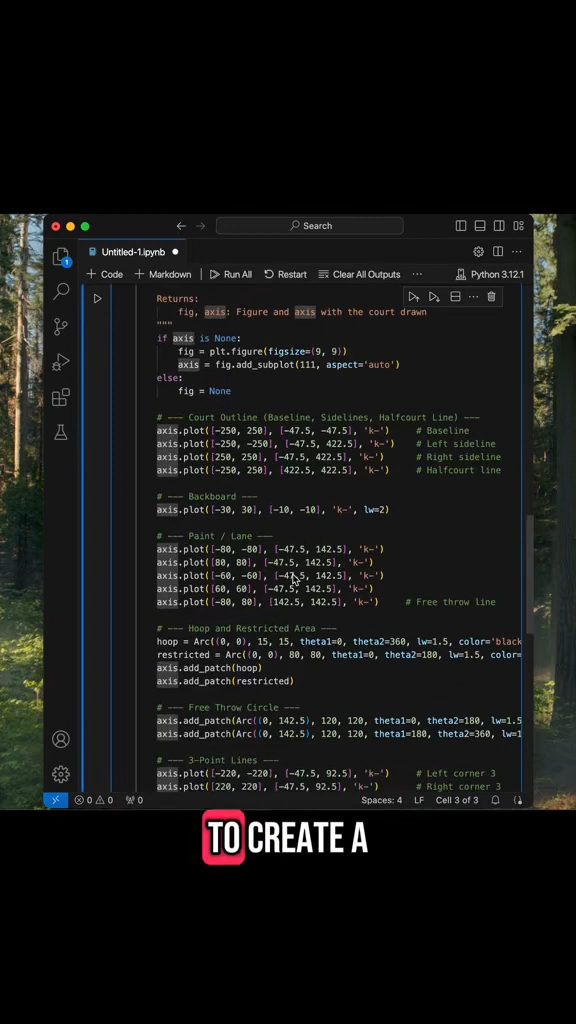 Search
Untitled-1.ipynb
Code
Markdown
Run All
Restart
Clear All Outputs
Python 3.12.1
1
Returns:
fig, axis: Figure and axis with the court drawn
"""
if axis is None:
fig = plt.figure(figsize=(9, 9))
axis = fig.add_subplot(111, aspect='auto')
else:
fig = None
# --- Court Outline (Baseline, Sidelines, Halfcourt Line) ---
axis.plot([-250, 250], [-47.5, -47.5], 'k-') # Baseline
axis.plot([-250, -250], [-47.5, 422.5], 'k-') # Left sideline
axis.plot([250, 250], [-47.5, 422.5], 'k-') # Right sideline
axis.plot([-250, 250], [422.5, 422.5], 'k-') # Halfcourt line
# --- Backboard ---
axis.plot([-30, 30], [-10, -10], 'k-', lw=2)
# --- Paint / Lane ---
axis.plot([-80, -80], [-47.5, 142.5], 'k-')
axis.plot([80, 80], [-47.5, 142.5], 'k-')
axis.plot([-60, -60], [-47.5, 142.5], 'k-')
axis.plot([60, 60], [-47.5, 142.5], 'k-')
axis.plot([-80, 80], [142.5, 142.5], 'k-') # Free throw line
# --- Hoop and Restricted Area ---
hoop = Arc((0, 0), 15, 15, theta1=0, theta2=360, lw=1.5, color='black
restricted = Arc((0, 0), 80, 80, theta1=0, theta2=180, lw=1.5, color=
axis.add_patch(hoop)
axis.add_patch(restricted)
# --- Free Throw Circle ---
axis.add_patch(Arc((0, 142.5), 120, 120, theta1=0, theta2=180, lw=1.5
axis.add_patch(Arc((0, 142.5), 120, 120, theta1=180, theta2=360, lw=1
# --- 3-Point Lines ---
axis.plot([-220, -220], [-47.5, 92.5], 'k-') # Left corner 3
axis.plot([220, 220], [-47.5, 92.5], 'k-') # Right corner 3
0 0 0 Spaces: 4 LF Cell 3 of 3
TO CREATE A